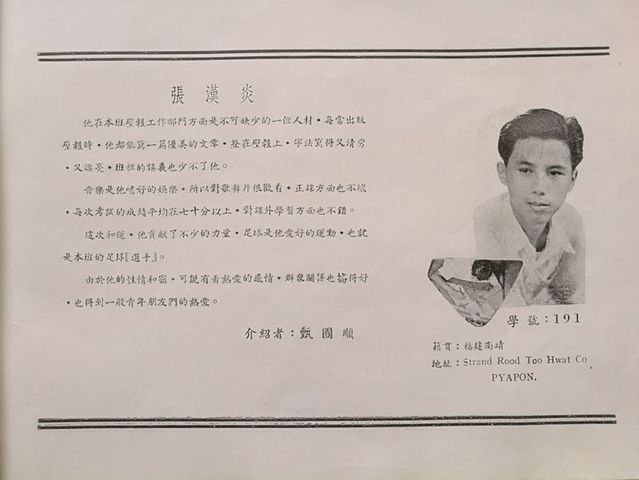 張漢炎
他在本班壁報工作部門方面是不可缺少的一位人材，每當出版
壁報時，他都能寫一篇優美的文章，登在壁報上，字法寫得又清秀
，又漂亮，班裡的講義也少不了他。
音樂是他嗜好的娛樂，所以對歌舞片很歡看，正課方面也不壞
，每次考試的成績平均在七十分以上，對課外學習方面也不錯。
這次和運，他貢獻了不少的力量，足球是他愛好的運動，也就
是本班的足球『選手』。
由於他的性情和藹，可說有着熱愛的感情，群衆關係也搞得好
，也得到一般青年朋友們的熱愛。
介紹者：甄國順
學號：191
籍貫：福建南靖
地址：Strand Rood Too Hwat Co
PYAPON.